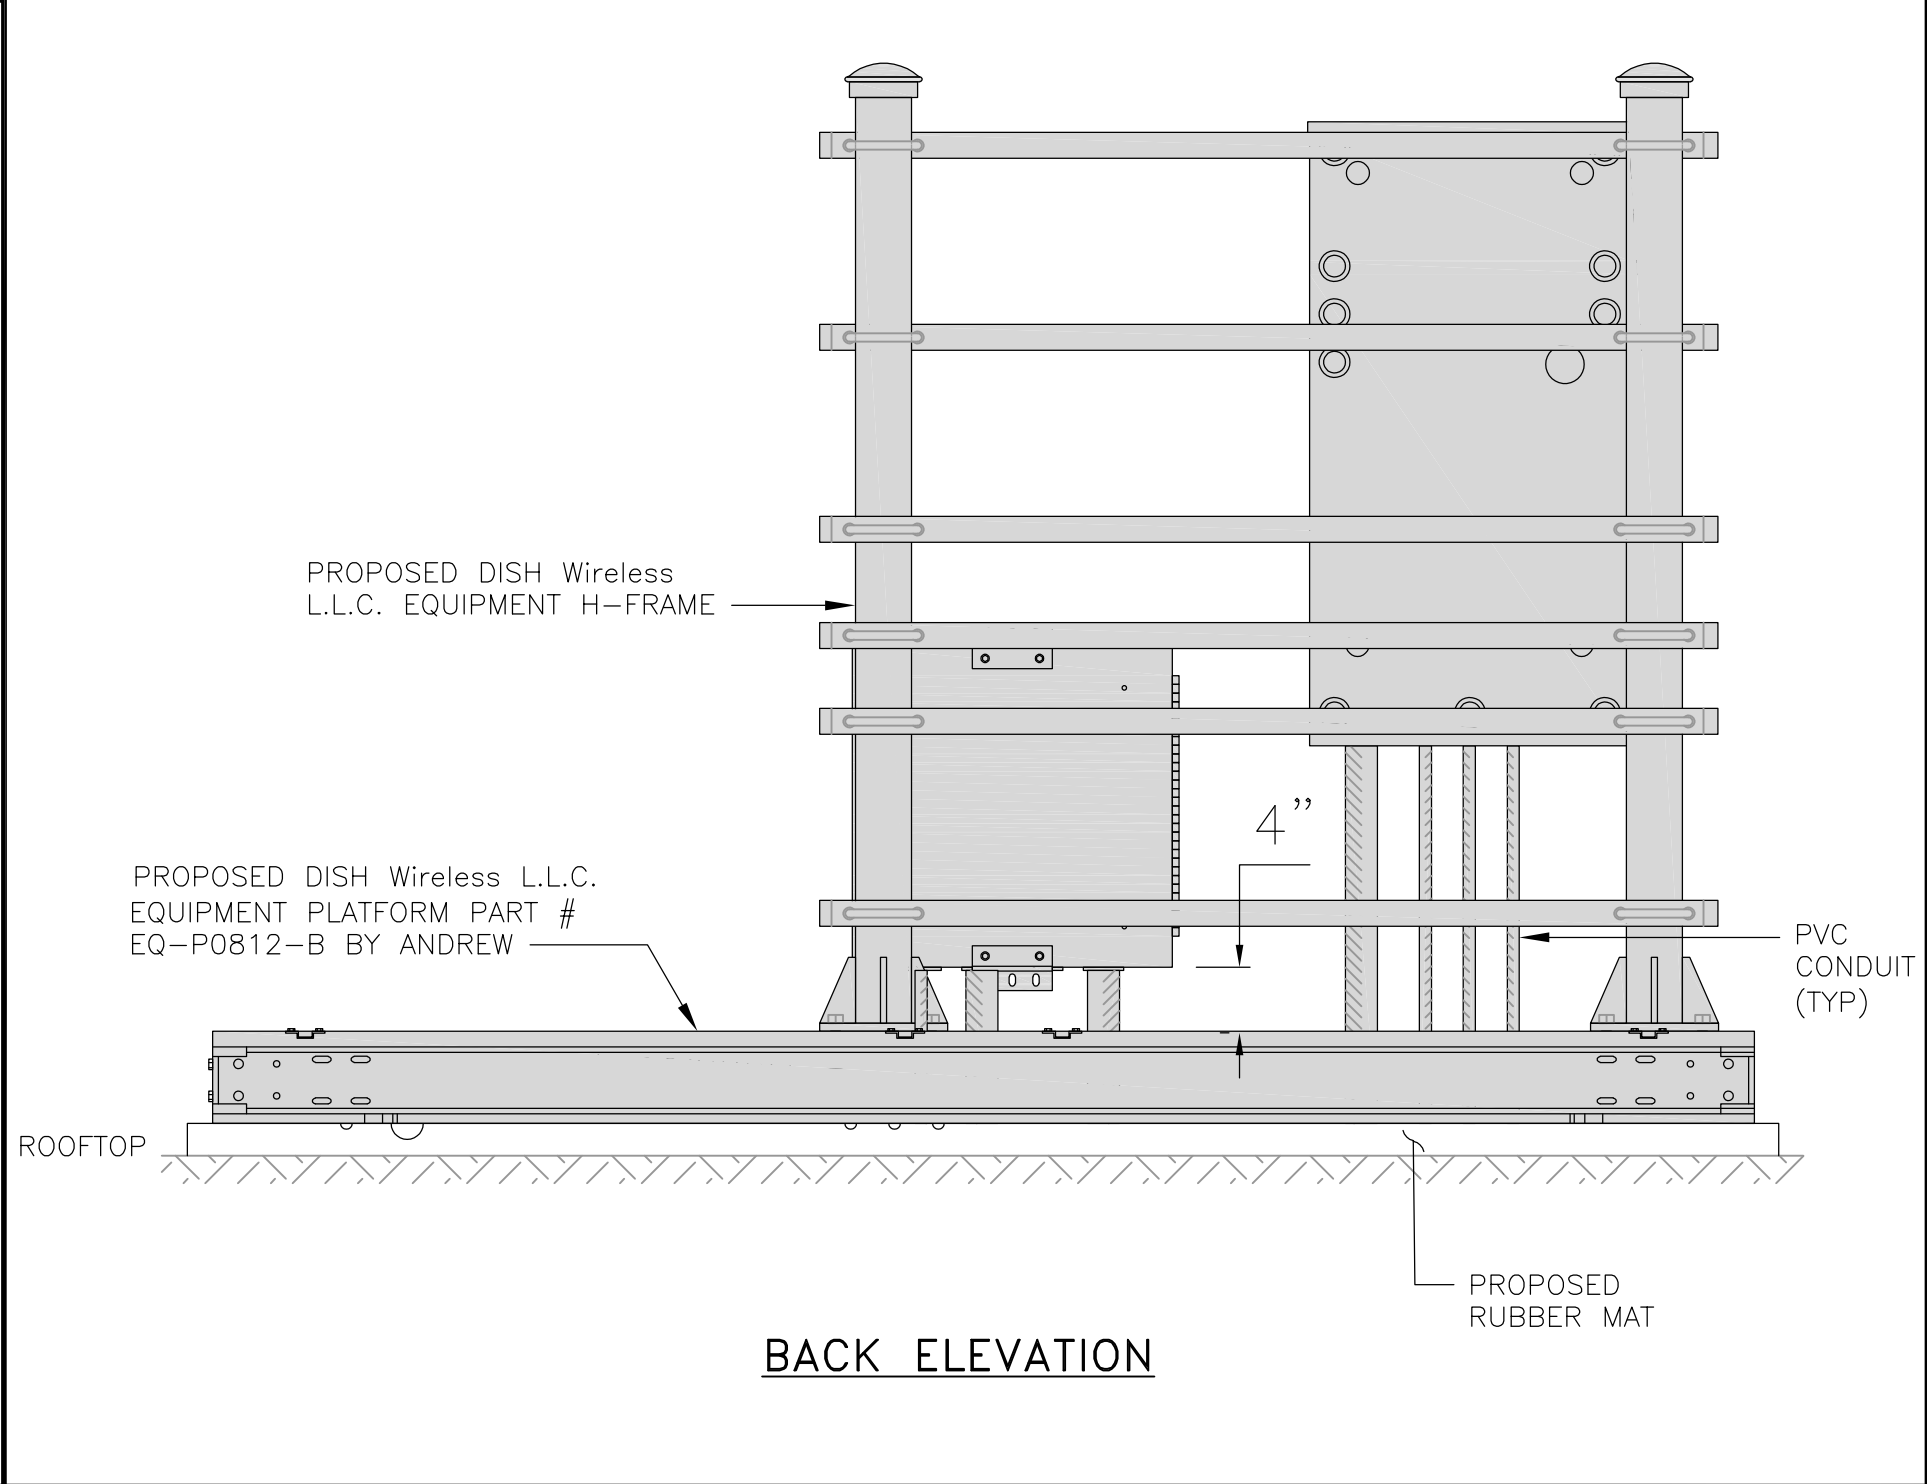 PROPOSED DISH Wireless
L.L.C. EQUIPMENT H-FRAME
4"
PROPOSED DISH Wireless L.L.C.
EQUIPMENT PLATFORM PART #
EQ-P0812-B BY ANDREW
PVC
CONDUIT
(TYP)
ROOFTOP
PROPOSED
RUBBER MAT
BACK ELEVATION